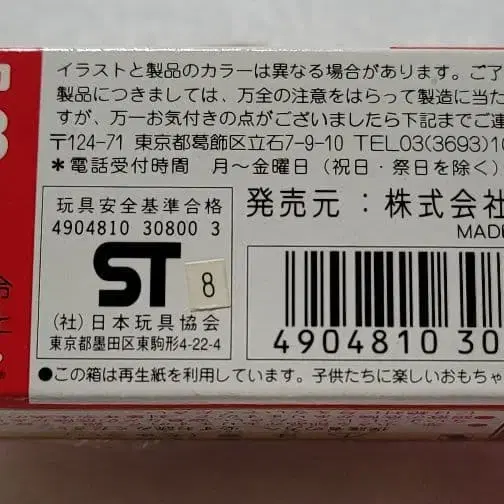 イラストと製品のカラーは異なる場合があります。ご了
製品につきましては、万全の注意をはらって製造に当た
すが、万一お気付きの点がございましたら下記までご連
〒124-71 東京都葛飾区立石7-9-10 TEL03(3693)10
＊電話受付時間 月～金曜日（祝日・祭日を除く）
玩具安全基準合格
4904810 30800 3
ST
8
(社)日本玩具協会
東京都墨田区東駒形4-22-4
発売元：株式会社
MADE
4904810 30
●この箱は再生紙を利用しています。子供たちに楽しいおもちゃ